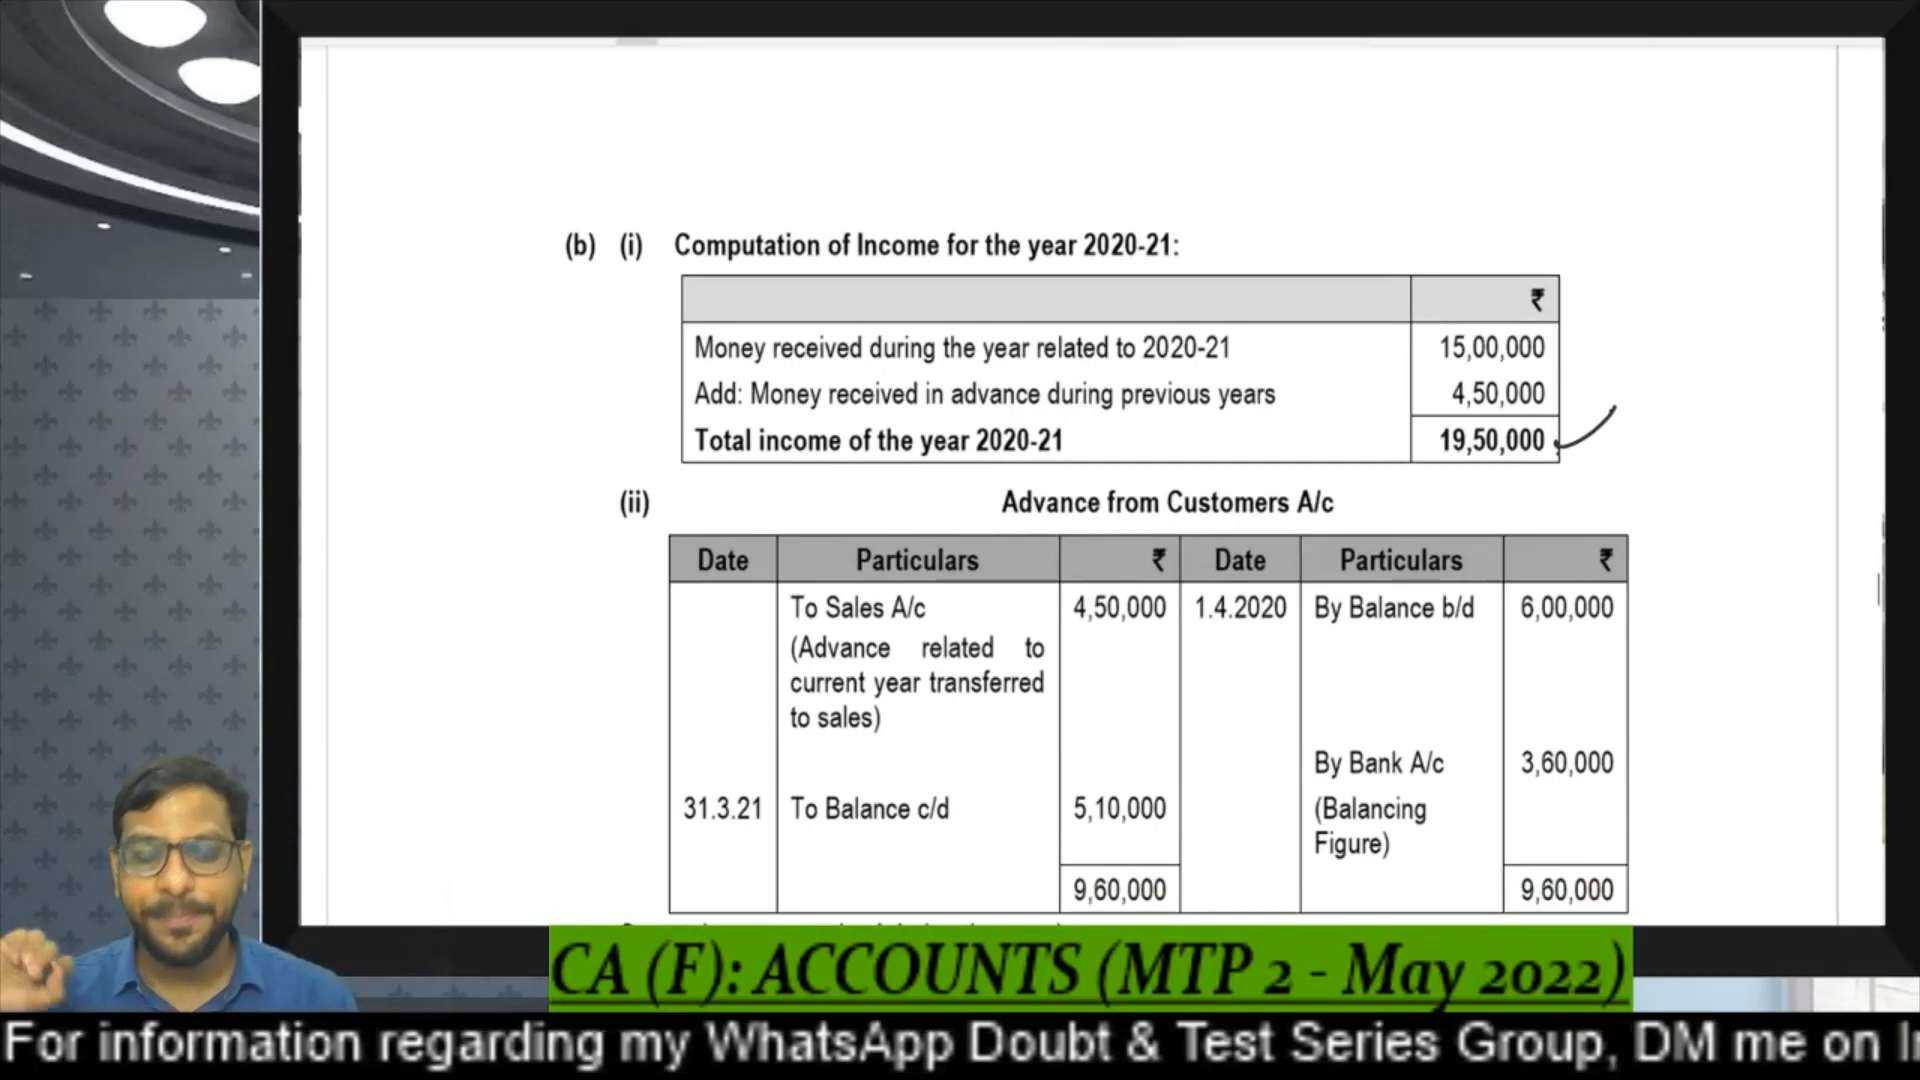 (b) (i) Computation of Income for the year 2020-21:
₹
Money received during the year related to 2020-21 15,00,000
Add: Money received in advance during previous years 4,50,000
Total income of the year 2020-21 19,50,000
(ii) Advance from Customers A/c
Date Particulars ₹ Date Particulars ₹
To Sales A/c 4,50,000 1.4.2020 By Balance b/d 6,00,000
(Advance related to
current year transferred
to sales)
By Bank A/c 3,60,000
31.3.21 To Balance c/d 5,10,000 (Balancing
Figure)
9,60,000 9,60,000
CA (F): ACCOUNTS (MTP 2 - May 2022)
For information regarding my WhatsApp Doubt & Test Series Group, DM me on